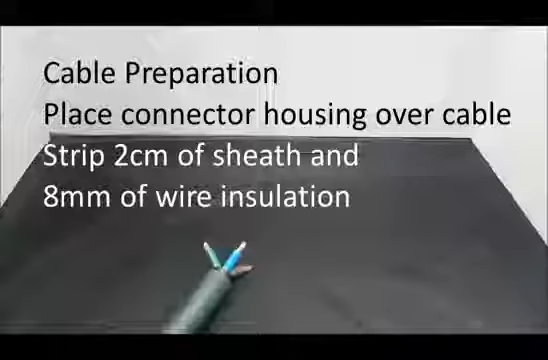 Cable Preparation
Place connector housing over cable
Strip 2cm of sheath and
8mm of wire insulation